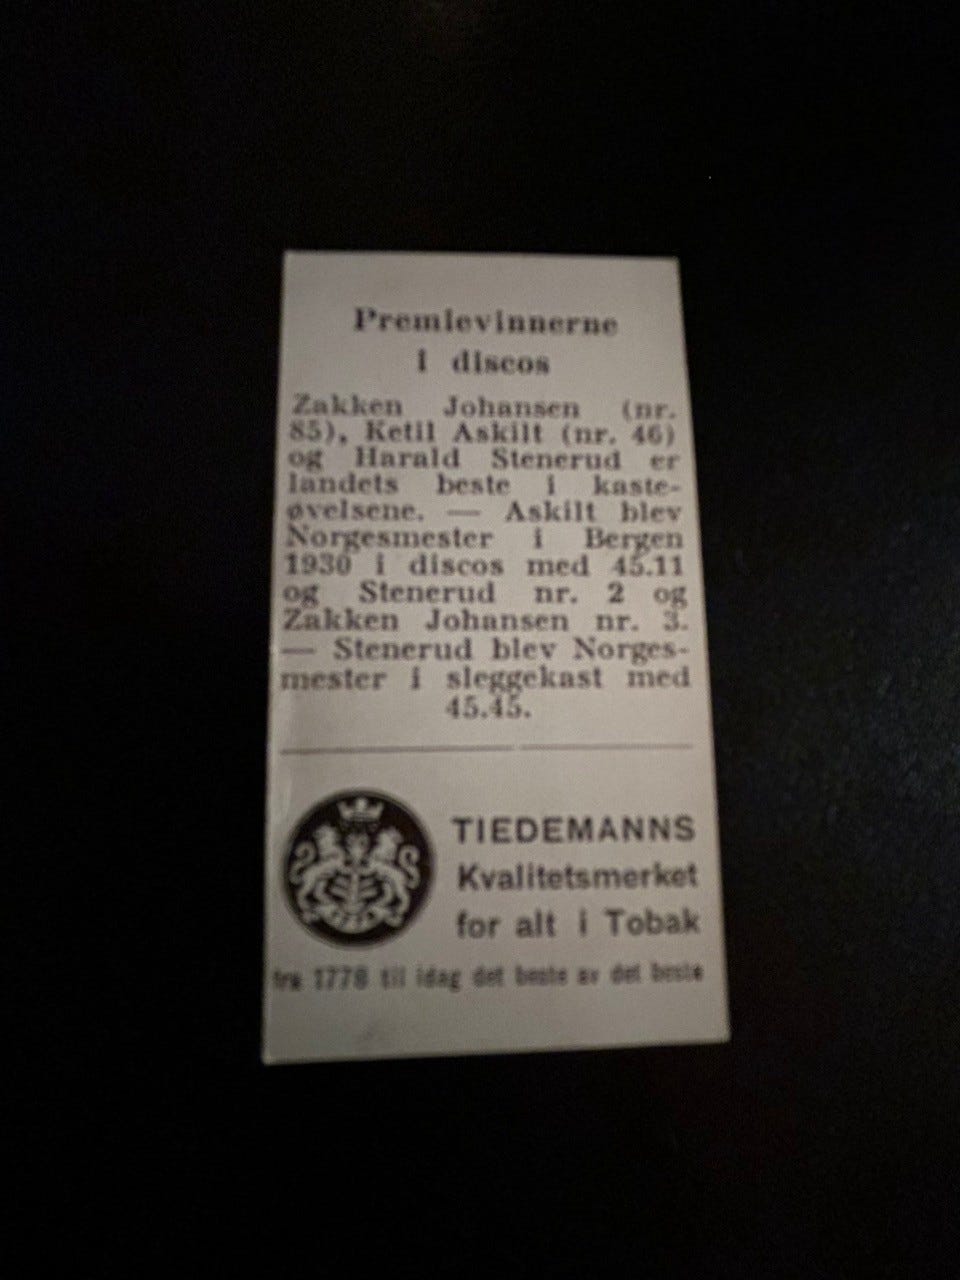 Premievinnerne
i discos
Zakken Johansen (nr.
85), Ketil Askilt (nr. 46)
og Harald Stenerud er
landets beste i kaste-
øvelsene. — Askilt blev
Norgesmester i Bergen
1930 i discos med 45.11
og Stenerud nr. 2 og
Zakken Johansen nr. 3.
— Stenerud blev Norges-
mester i sleggekast med
45.45.
TIEDEMANNS
Kvalitetsmerket
for alt i Tobak
fra 1778 til idag det beste av det beste